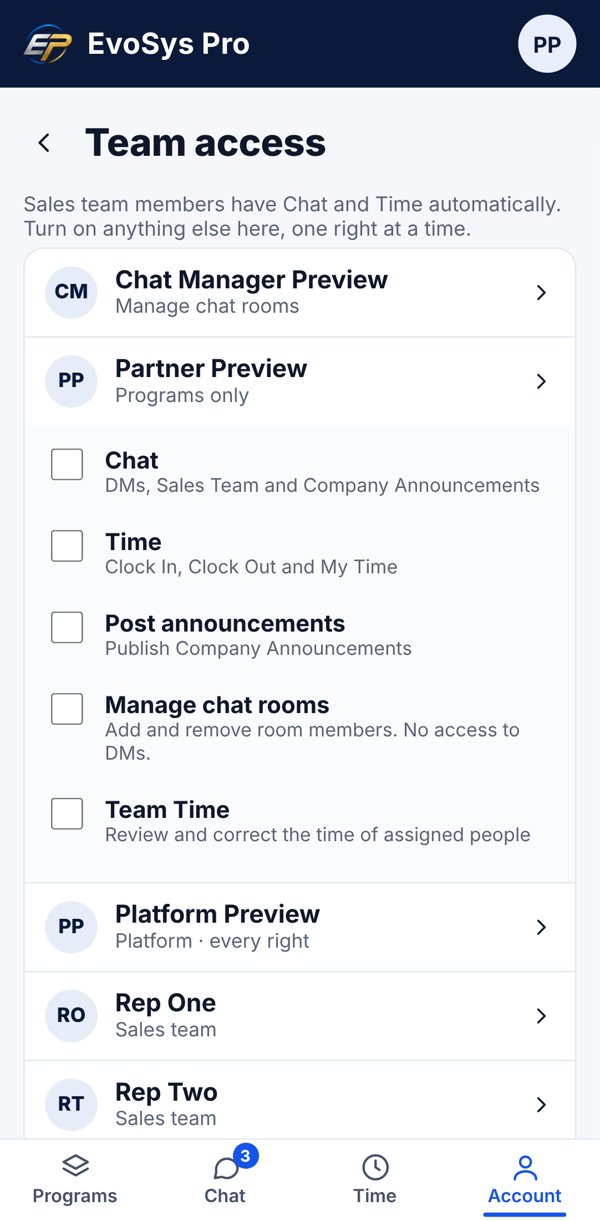 EP EvoSys Pro
PP
Team access
Sales team members have Chat and Time automatically.
Turn on anything else here, one right at a time.
CM
Chat Manager Preview
Manage chat rooms
PP
Partner Preview
Programs only
Chat
DMs, Sales Team and Company Announcements
Time
Clock In, Clock Out and My Time
Post announcements
Publish Company Announcements
Manage chat rooms
Add and remove room members. No access to
DMs.
Team Time
Review and correct the time of assigned people
PP
Platform Preview
Platform · every right
RO
Rep One
Sales team
RT
Rep Two
Sales team
Programs
3
Chat
Time
Account